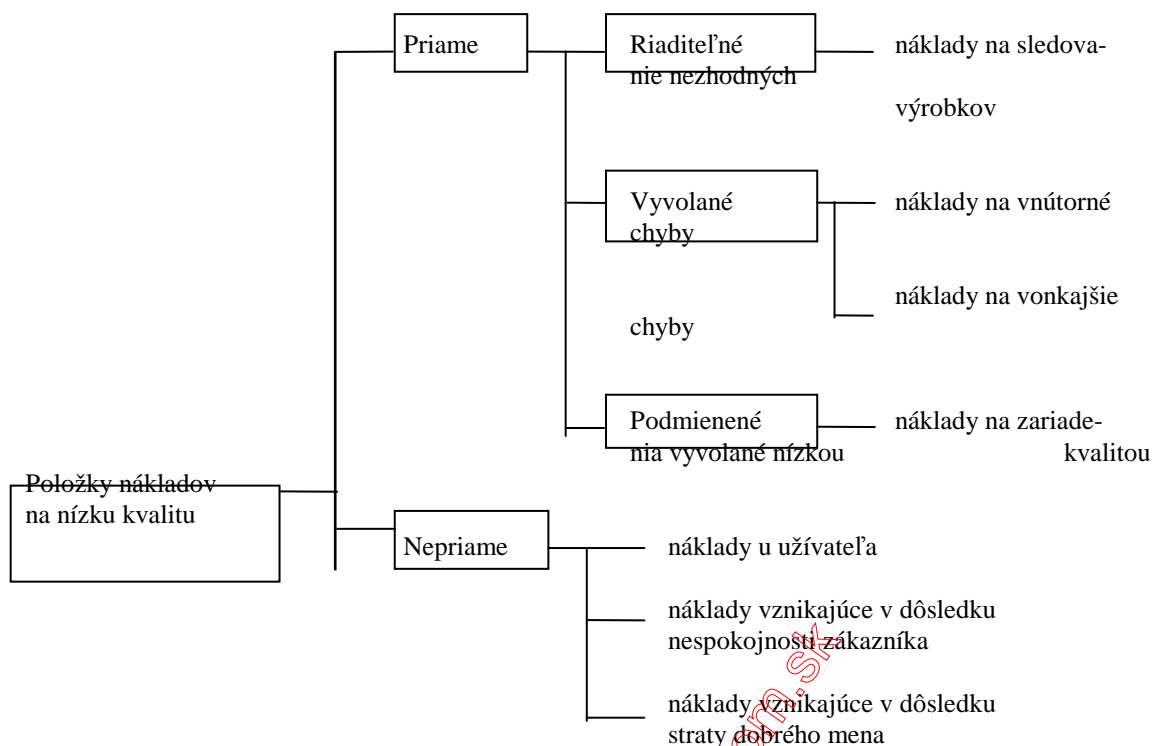 Priame
Riaditeľné
náklady na sledova-
nie nezhodných
výrobkov
Vyvolané
náklady na vnútorné
chyby
náklady na vonkajšie
chyby
Podmienené
náklady na zariade-
nia vyvolané nízkou
kvalitou
Položky nákladov
na nízku kvalitu
Nepriame
náklady u užívateľa
náklady vznikajúce v dôsledku
nespokojnosti zákazníka
náklady vznikajúce v dôsledku
straty dobrého mena